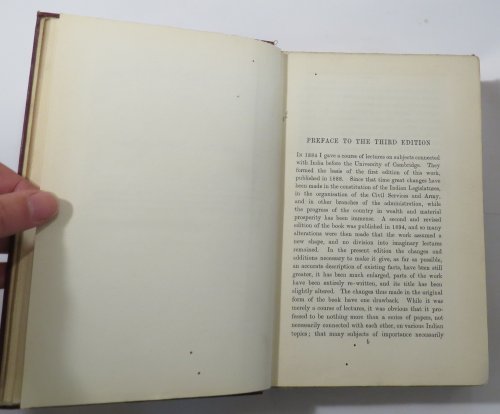 PREFACE TO THE THIRD EDITION
IN 1884 I gave a course of lectures on subjects connected
with India before the University of Cambridge. They
formed the basis of the first edition of this work,
published in 1888. Since that time great changes have
been made in the constitution of the Indian Legislatures,
in the organisation of the Civil Services and Army,
and in other branches of the administration, while
the progress of the country in wealth and material
prosperity has been immense. A second and revised
edition of the book was published in 1894, and so many
alterations were then made that the work assumed a
new shape, and no division into imaginary lectures
remained. In the present edition the changes and
additions necessary to make it give, as far as possible,
an accurate description of existing facts, have been still
greater, it has been much enlarged, parts of the work
have been entirely re-written, and its title has been
slightly altered. The changes thus made in the original
form of the book have one drawback. While it was
merely a course of lectures, it was obvious that it pro-
fessed to be nothing more than a series of papers, not
necessarily connected with each other, on various Indian
topics; that many subjects of importance necessarily
b